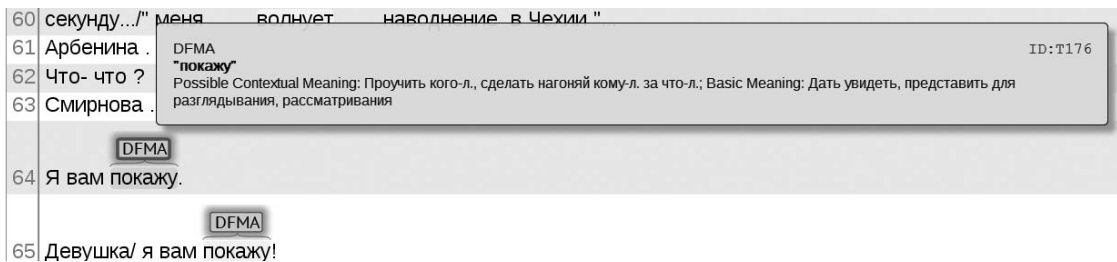 60 секунду.../" меня волнует наводнение в Чехии "...
61 Арбенина .
DFMA ID:T176
"покажу"
62 Что- что ?
Possible Contextual Meaning: Проучить кого-л., сделать нагоняй кому-л. за что-л.; Basic Meaning: Дать увидеть, представить для
63 Смирнова .
разглядывания, рассматривания
DFMA
64 Я вам покажу.
DFMA
65 Девушка/ я вам покажу!